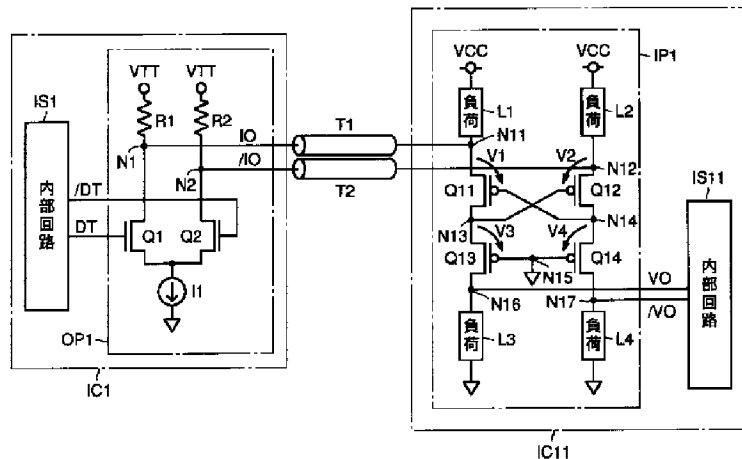 IC1
IS1
内部回路
/DT
DT
OP1
VTT
VTT
R1
R2
N1
N2
IO
/IO
Q1
Q2
I1
T1
T2
IC11
IP1
VCC
VCC
負荷
L1
負荷
L2
N11
N12
V1
V2
Q11
Q12
N13
N14
V3
V4
Q13
Q14
N15
N16
N17
VO
/VO
負荷
L3
負荷
L4
IS11
内部回路